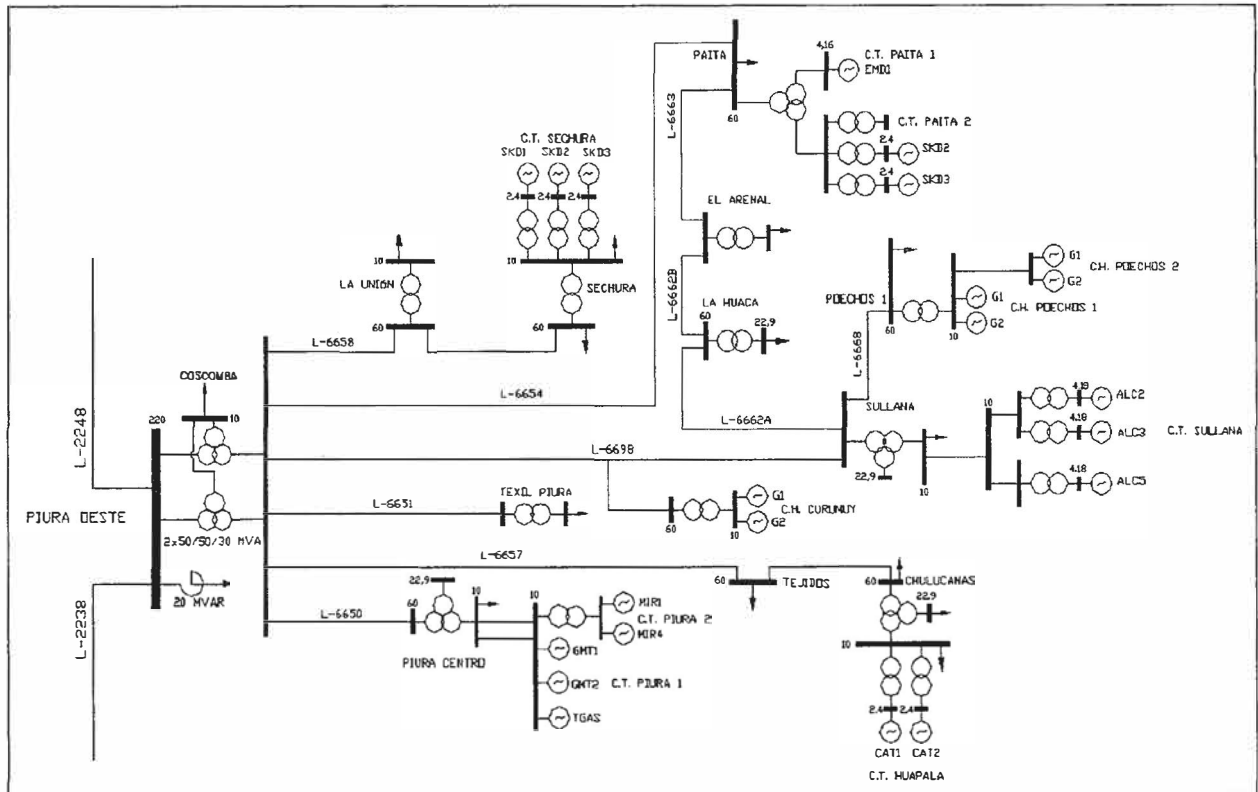 PAITA
4,16
C.T. PAITA 1
EMD1
60
L-6663
C.T. PAITA 2
2,4
SKD2
2,4
SKD3
C.T. SECHURA
SKD1
SKD2
SKD3
2,4
2,4
2,4
10
SECHURA
60
10
LA UNIÓN
60
EL ARENAL
L-6662B
LA HUACA
60
22,9
L-6662A
POECHOS 1
60
L-6668
10
G1
G2
C.H. POECHOS 1
G1
G2
C.H. POECHOS 2
L-6658
L-6654
L-6698
L-6651
L-6657
L-6650
COSCOMBA
10
220
L-2248
PIURA OESTE
2x50/50/30 MVA
20 MVAR
L-2238
SULLANA
22,9
10
10
4,18
ALC2
4,18
ALC3
C.T. SULLANA
4,18
ALC5
TEXIL PIURA
60
10
G1
G2
C.H. CURUMUY
60
TEJIDOS
60
CHULUCANAS
22,9
10
2,4
2,4
CAT1
CAT2
C.T. HUAPALA
22,9
60
10
PIURA CENTRO
10
MIR1
C.T. PIURA 2
MIR4
GMT1
GMT2
C.T. PIURA 1
TGAS